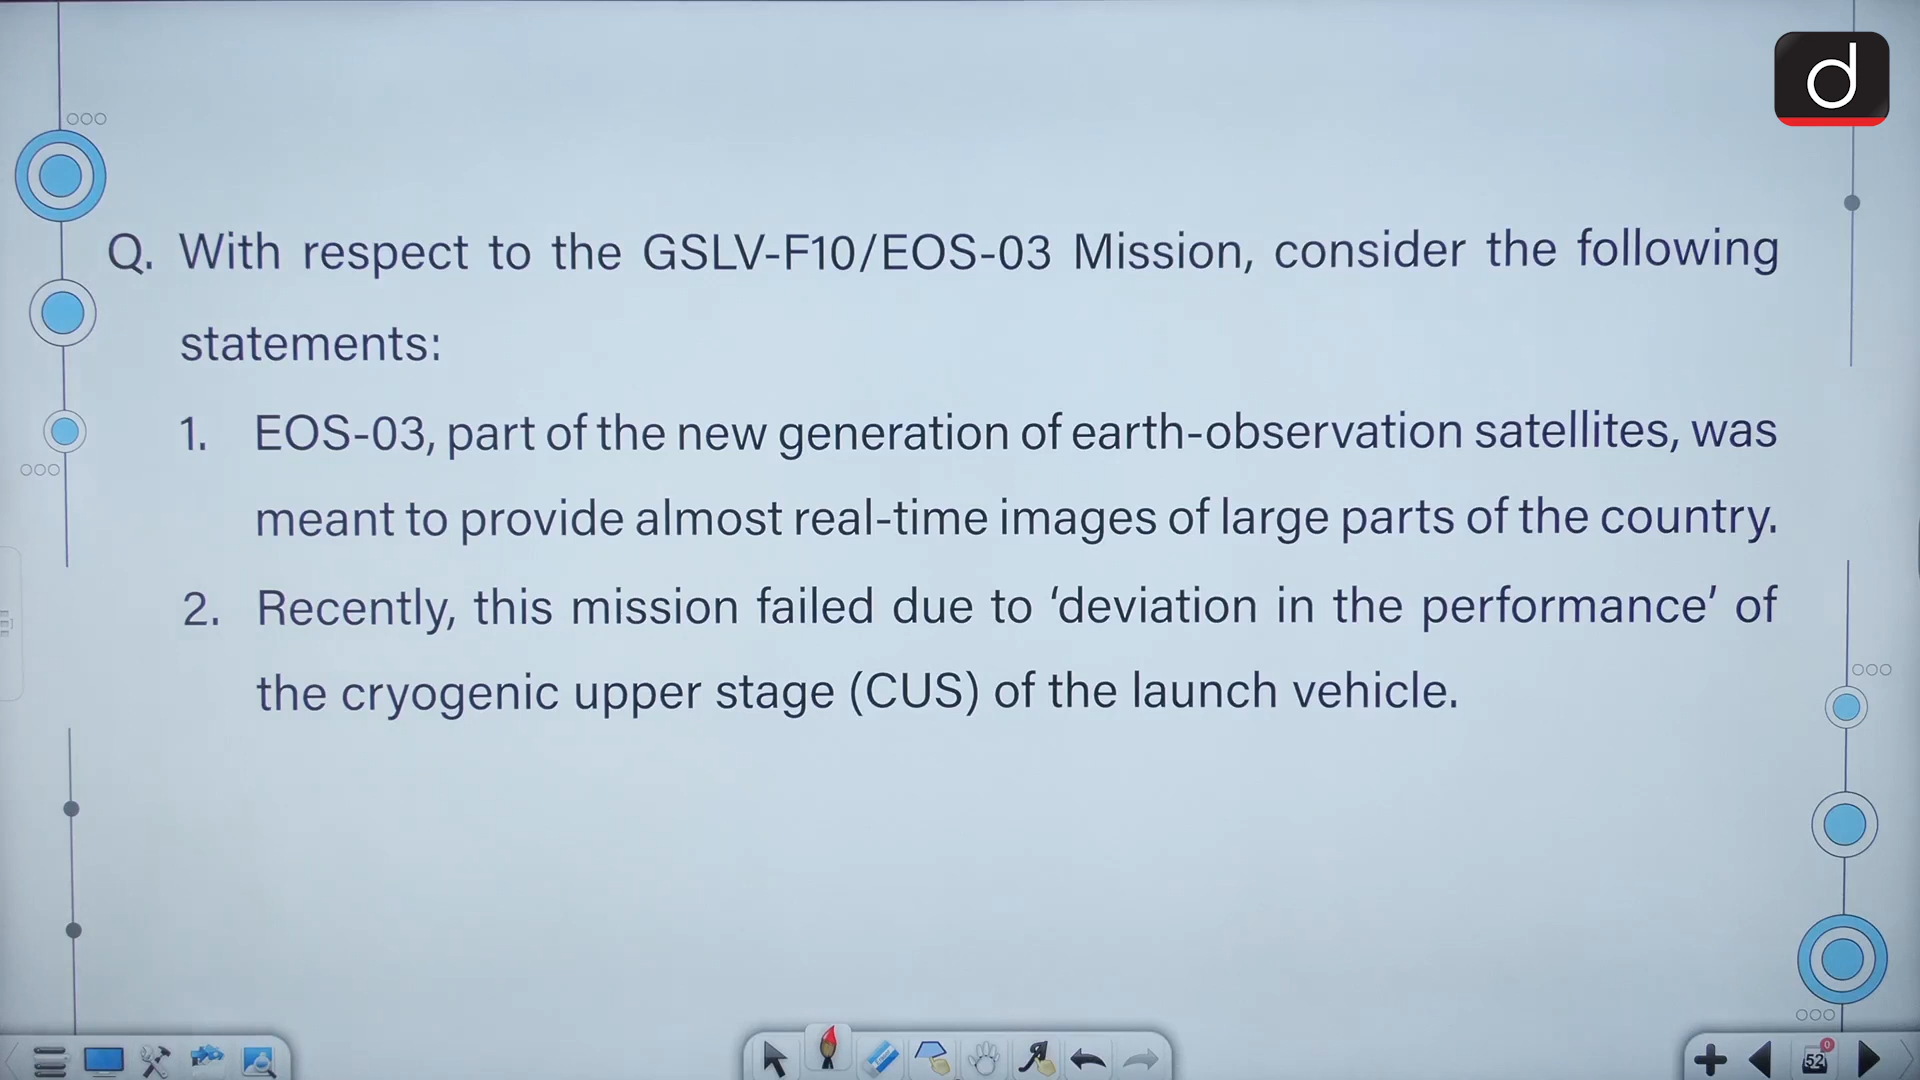 d
Q. With respect to the GSLV-F10/EOS-03 Mission, consider the following
statements:
1. EOS-03, part of the new generation of earth-observation satellites, was
meant to provide almost real-time images of large parts of the country.
2. Recently, this mission failed due to ‘deviation in the performance’ of
the cryogenic upper stage (CUS) of the launch vehicle.
52
0